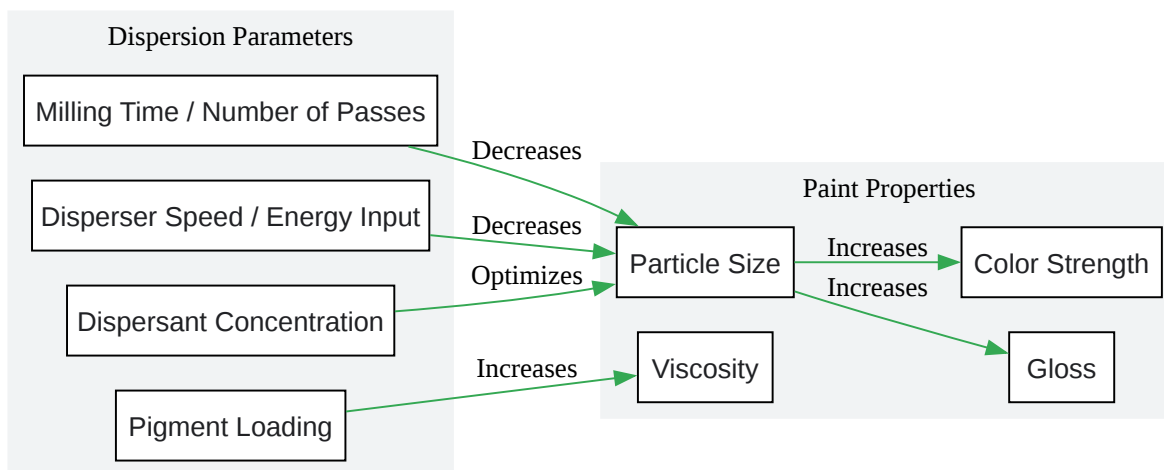 Dispersion Parameters
Milling Time / Number of Passes
Decreases
Disperser Speed / Energy Input
Decreases
Dispersant Concentration
Optimizes
Pigment Loading
Increases
Paint Properties
Particle Size
Increases
Color Strength
Increases
Viscosity
Gloss